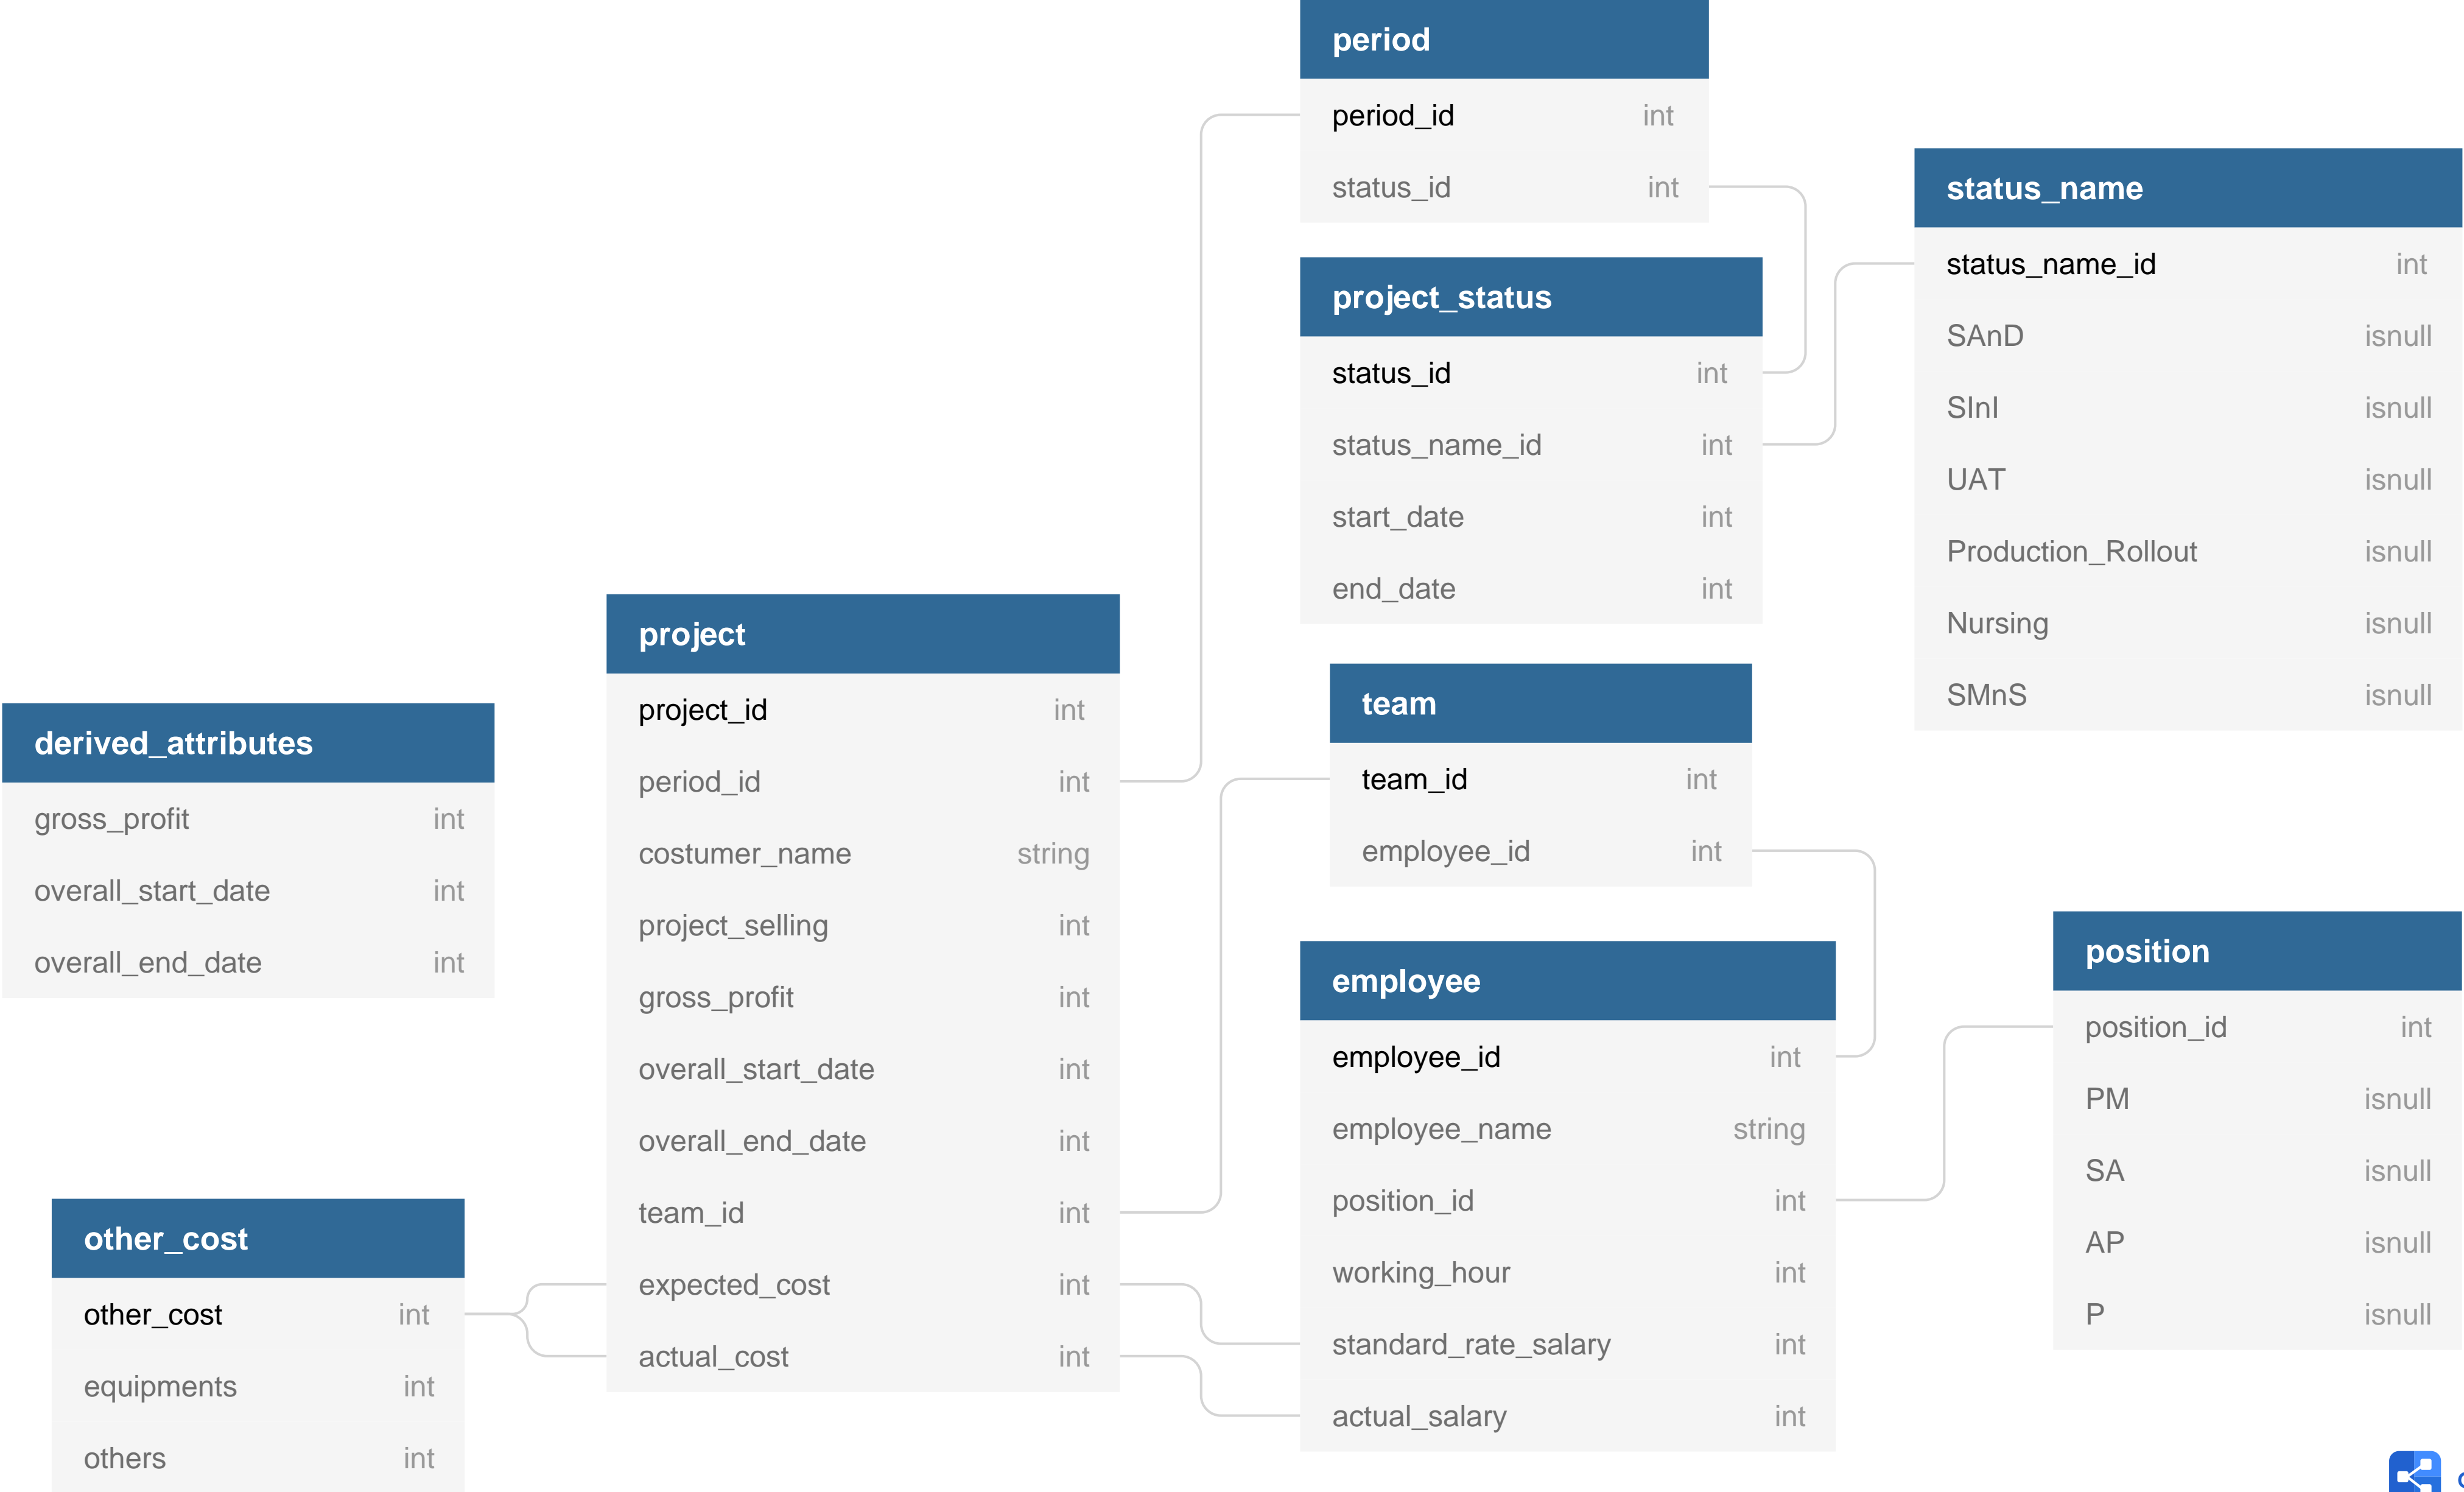 period
period_id int
status_id int
project_status
status_id int
status_name_id int
start_date int
end_date int
status_name
status_name_id int
SAnD isnull
SInI isnull
UAT isnull
Production_Rollout isnull
Nursing isnull
SMnS isnull
project
project_id int
period_id int
costumer_name string
project_selling int
gross_profit int
overall_start_date int
overall_end_date int
team_id int
expected_cost int
actual_cost int
derived_attributes
gross_profit int
overall_start_date int
overall_end_date int
team
team_id int
employee_id int
employee
employee_id int
employee_name string
position_id int
working_hour int
standard_rate_salary int
actual_salary int
position
position_id int
PM isnull
SA isnull
AP isnull
P isnull
other_cost
other_cost int
equipments int
others int